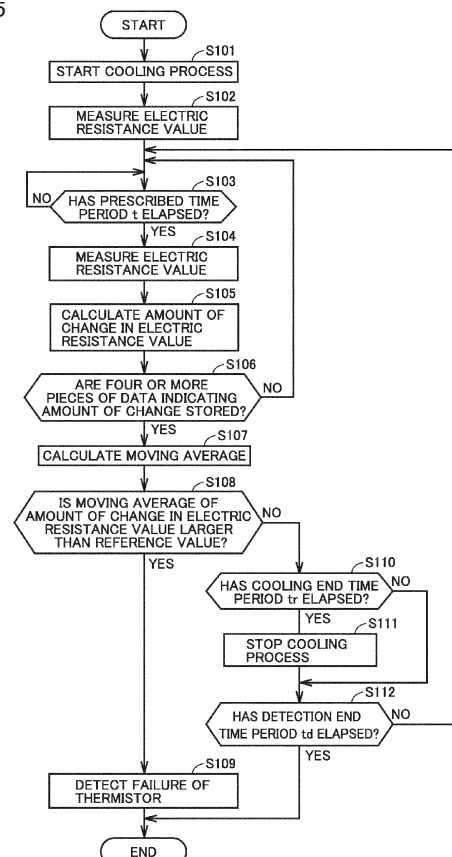 5
START
S101
START COOLING PROCESS
S102
MEASURE ELECTRIC
RESISTANCE VALUE
S103
NO
HAS PRESCRIBED TIME
PERIOD t ELAPSED?
YES
S104
MEASURE ELECTRIC
RESISTANCE VALUE
S105
CALCULATE AMOUNT OF
CHANGE IN ELECTRIC
RESISTANCE VALUE
S106
ARE FOUR OR MORE
PIECES OF DATA INDICATING
AMOUNT OF CHANGE STORED?
NO
YES
S107
CALCULATE MOVING AVERAGE
S108
IS MOVING AVERAGE OF
AMOUNT OF CHANGE IN ELECTRIC
RESISTANCE VALUE LARGER
THAN REFERENCE VALUE?
NO
YES
S110
HAS COOLING END TIME
PERIOD tr ELAPSED?
NO
YES
S111
STOP COOLING
PROCESS
S112
HAS DETECTION END
TIME PERIOD td ELAPSED?
NO
YES
S109
DETECT FAILURE OF
THERMISTOR
END